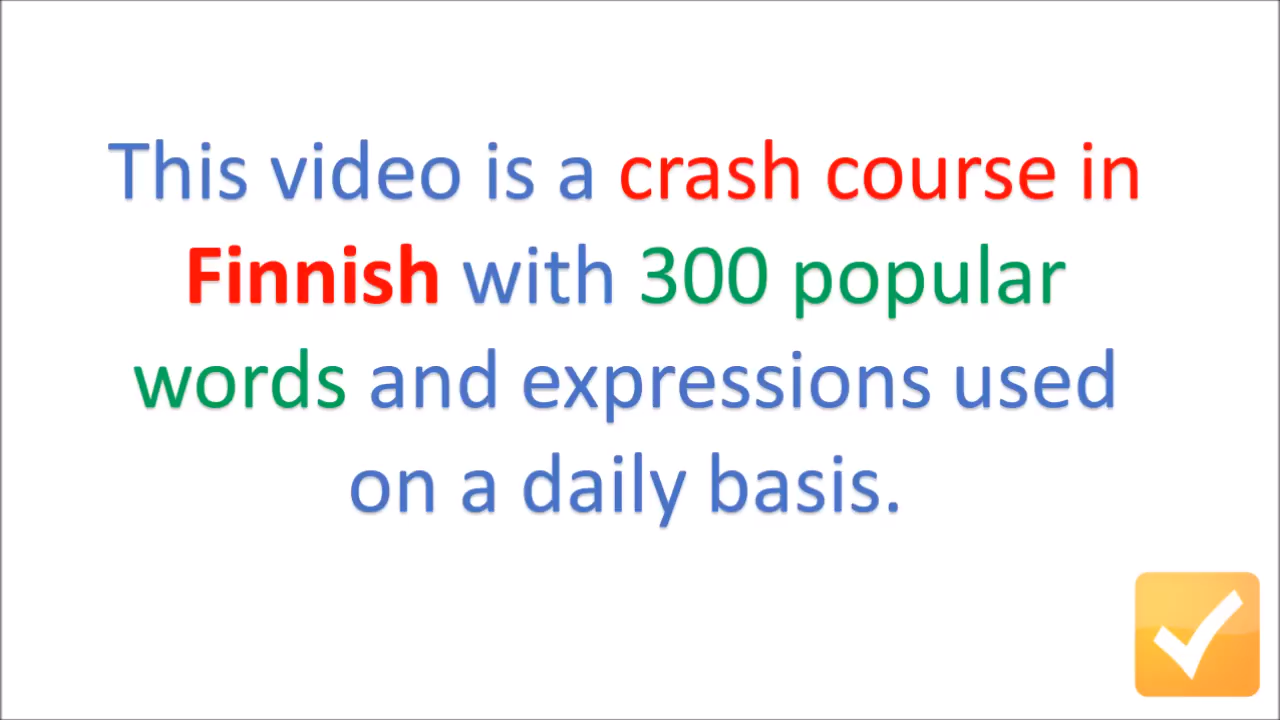 This video is a crash course in
Finnish with 300 popular
words and expressions used
on a daily basis.